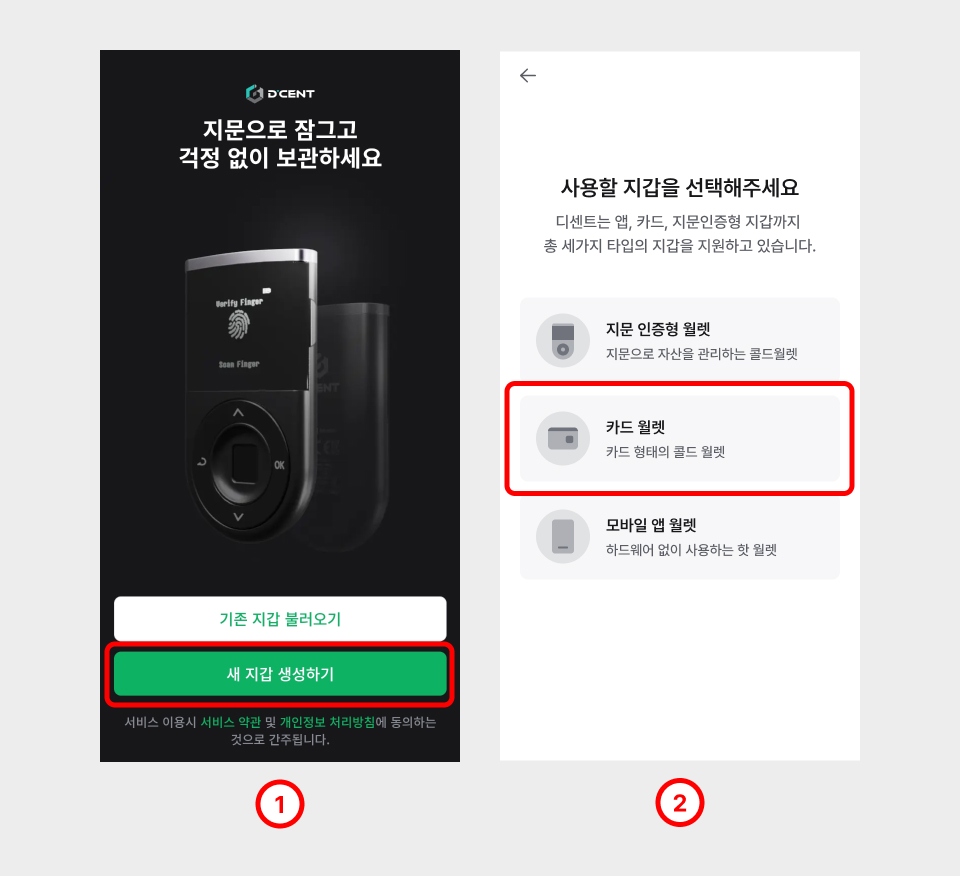 D'CENT
지문으로 잠그고
걱정 없이 보관하세요
Verify Finger
Scan Finger
OK
기존 지갑 불러오기
새 지갑 생성하기
서비스 이용시 서비스 약관 및 개인정보 처리방침에 동의하는
것으로 간주됩니다.
1
사용할 지갑을 선택해주세요
디센트는 앱, 카드, 지문인증형 지갑까지
총 세가지 타입의 지갑을 지원하고 있습니다.
지문 인증형 월렛
지문으로 자산을 관리하는 콜드월렛
카드 월렛
카드 형태의 콜드 월렛
모바일 앱 월렛
하드웨어 없이 사용하는 핫 월렛
2